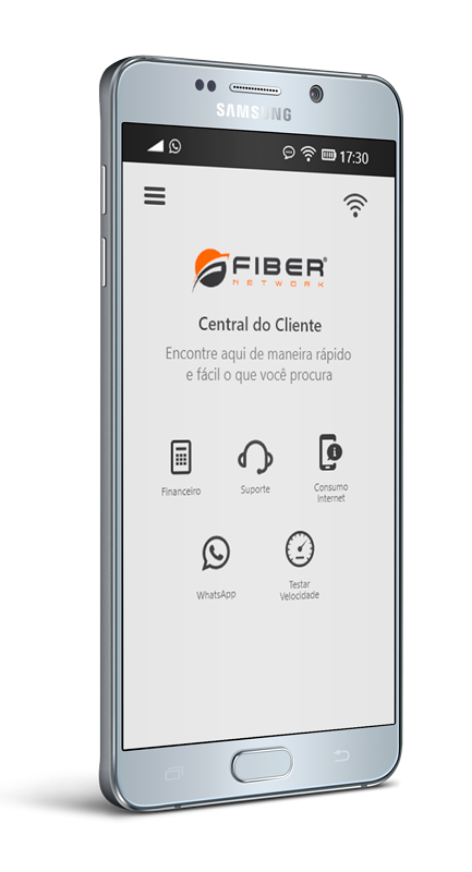 SAMSUNG
17:30
FIBER®
NETWORK
Central do Cliente
Encontre aqui de maneira rápido
e fácil o que você procura
Financeiro
Suporte
Consumo
Internet
WhatsApp
Testar
Velocidade